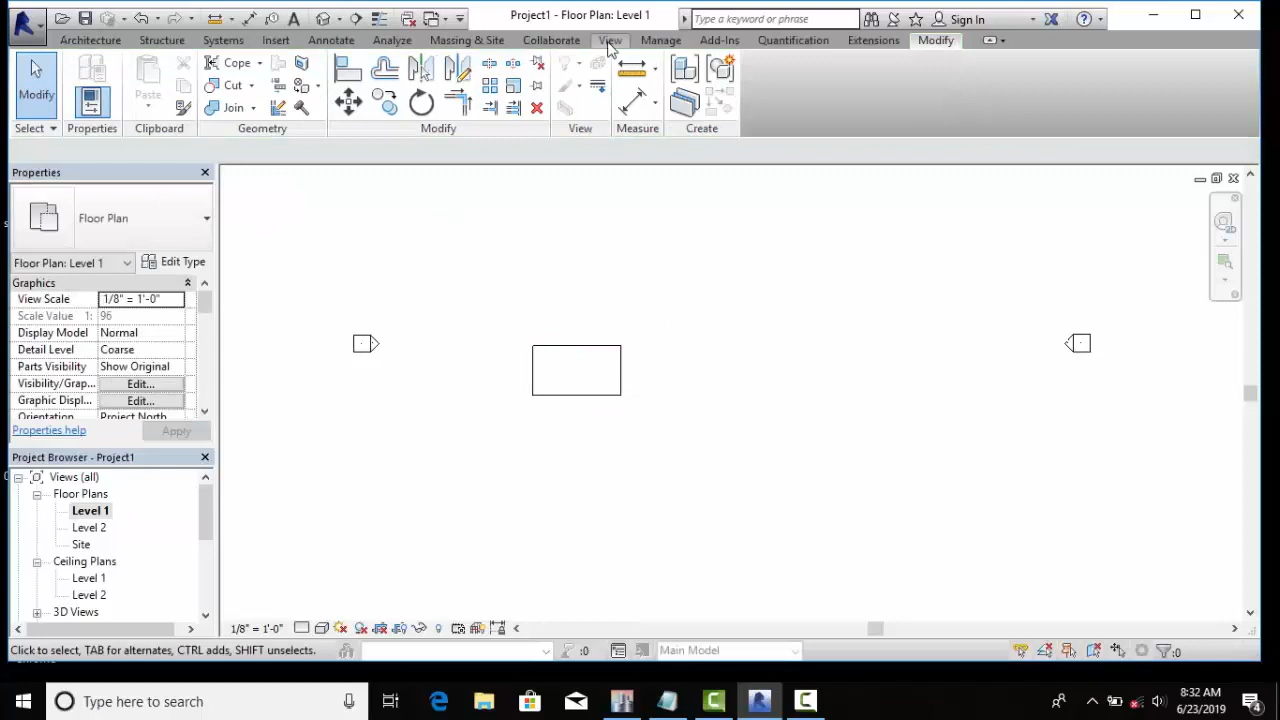 Project1 - Floor Plan: Level 1
Type a keyword or phrase
Sign In
Architecture Structure Systems Insert Annotate Analyze Massing & Site Collaborate View Manage Add-Ins Quantification Extensions Modify
Modify
Paste
Cope
Cut
Join
Select Properties Clipboard Geometry Modify View Measure Create
Properties
Floor Plan
Floor Plan: Level 1 Edit Type
Graphics
View Scale 1/8" = 1'-0"
Scale Value 1: 96
Display Model Normal
Detail Level Coarse
Parts Visibility Show Original
Visibility/Grap... Edit...
Graphic Displ... Edit...
Orientation Project North
Properties help Apply
Project Browser - Project1
Views (all)
Floor Plans
Level 1
Level 2
Site
Ceiling Plans
Level 1
Level 2
3D Views
2D
1/8" = 1'-0"
Click to select, TAB for alternates, CTRL adds, SHIFT unselects.
:0
Main Model
:0
Type here to search
8:32 AM
6/23/2019
4